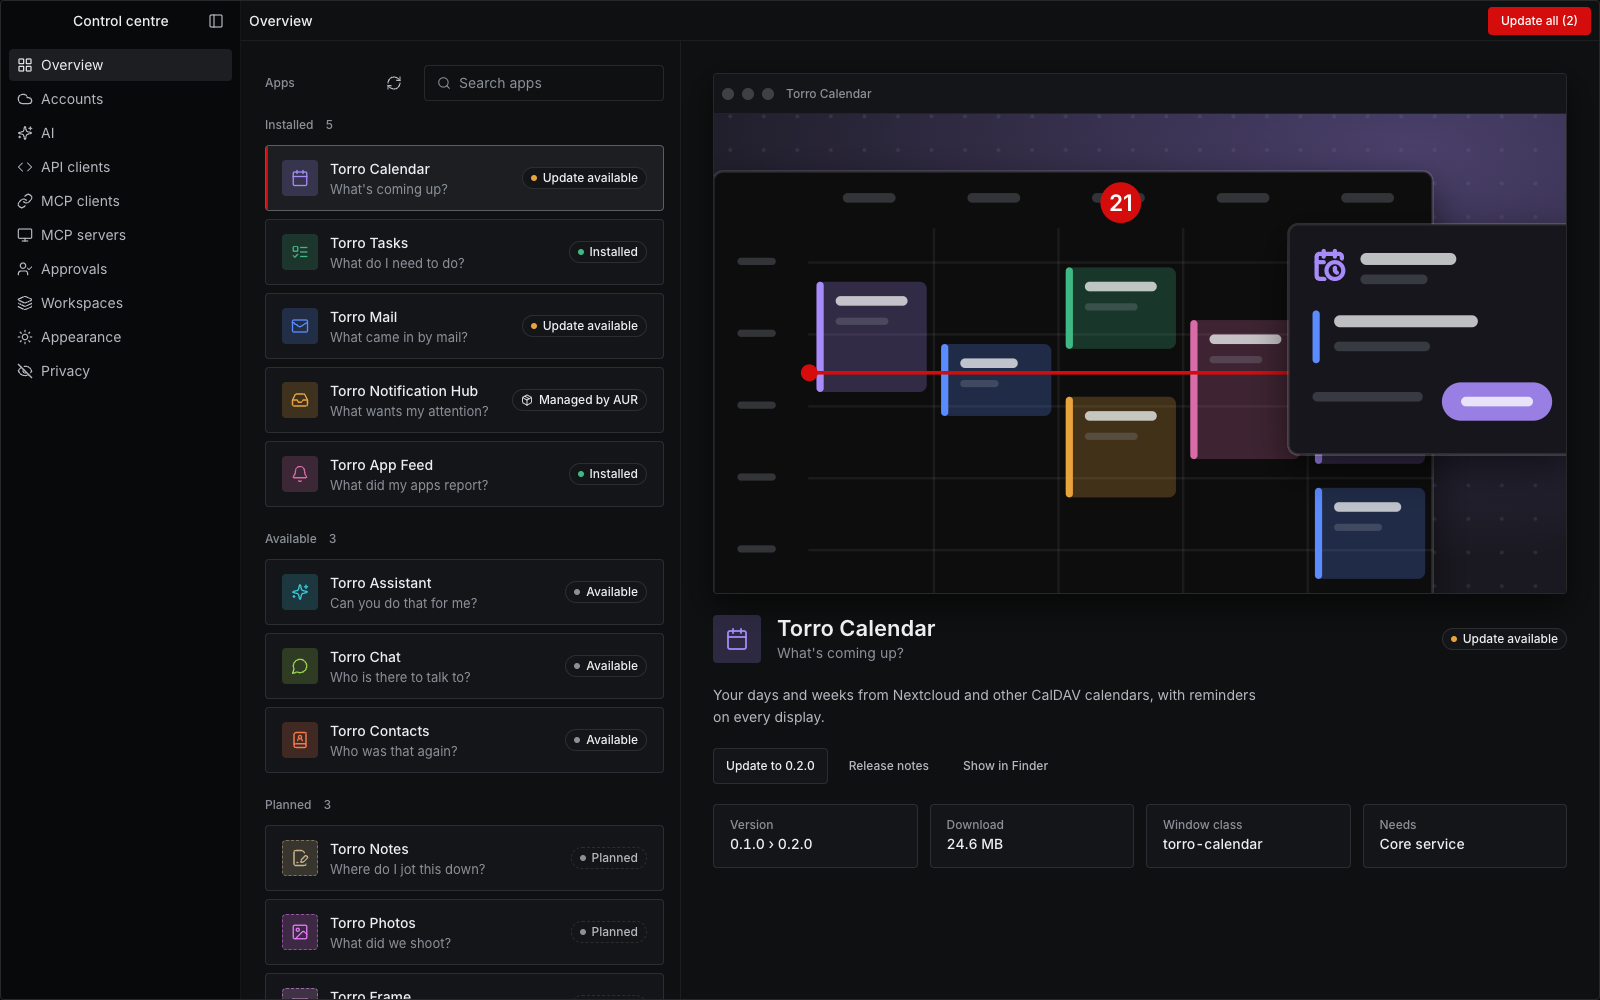 Control centre
Overview
Update all (2)
Overview
Accounts
AI
API clients
MCP clients
MCP servers
Approvals
Workspaces
Appearance
Privacy
Apps
Search apps
Installed 5
Torro Calendar
What's coming up?
Update available
Torro Tasks
What do I need to do?
Installed
Torro Mail
What came in by mail?
Update available
Torro Notification Hub
What wants my attention?
Managed by AUR
Torro App Feed
What did my apps report?
Installed
Available 3
Torro Assistant
Can you do that for me?
Available
Torro Chat
Who is there to talk to?
Available
Torro Contacts
Who was that again?
Available
Planned 3
Torro Notes
Where do I jot this down?
Planned
Torro Photos
What did we shoot?
Planned
Torro Frame
Torro Calendar
21
Torro Calendar
What's coming up?
Update available
Your days and weeks from Nextcloud and other CalDAV calendars, with reminders
on every display.
Update to 0.2.0
Release notes
Show in Finder
Version
0.1.0 › 0.2.0
Download
24.6 MB
Window class
torro-calendar
Needs
Core service